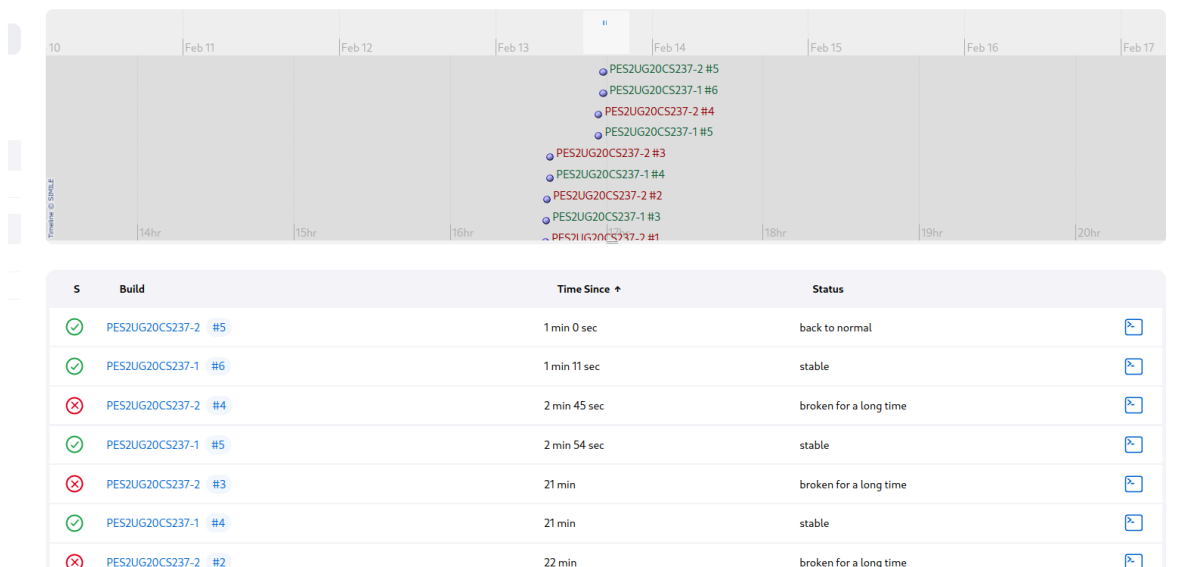 10 Feb 11 Feb 12 Feb 13 Feb 14 Feb 15 Feb 16 Feb 17
PES2UG20CS237-2 #5
PES2UG20CS237-1 #6
PES2UG20CS237-2 #4
PES2UG20CS237-1 #5
PES2UG20CS237-2 #3
PES2UG20CS237-1 #4
PES2UG20CS237-2 #2
PES2UG20CS237-1 #3
PES2UG20CS237-2 #1
Timeline © SIMILE
14hr 15hr 16hr 17hr 18hr 19hr 20hr
S Build Time Since ↑ Status
PES2UG20CS237-2 #5 1 min 0 sec back to normal
PES2UG20CS237-1 #6 1 min 11 sec stable
PES2UG20CS237-2 #4 2 min 45 sec broken for a long time
PES2UG20CS237-1 #5 2 min 54 sec stable
PES2UG20CS237-2 #3 21 min broken for a long time
PES2UG20CS237-1 #4 21 min stable
PES2UG20CS237-2 #2 22 min broken for a long time